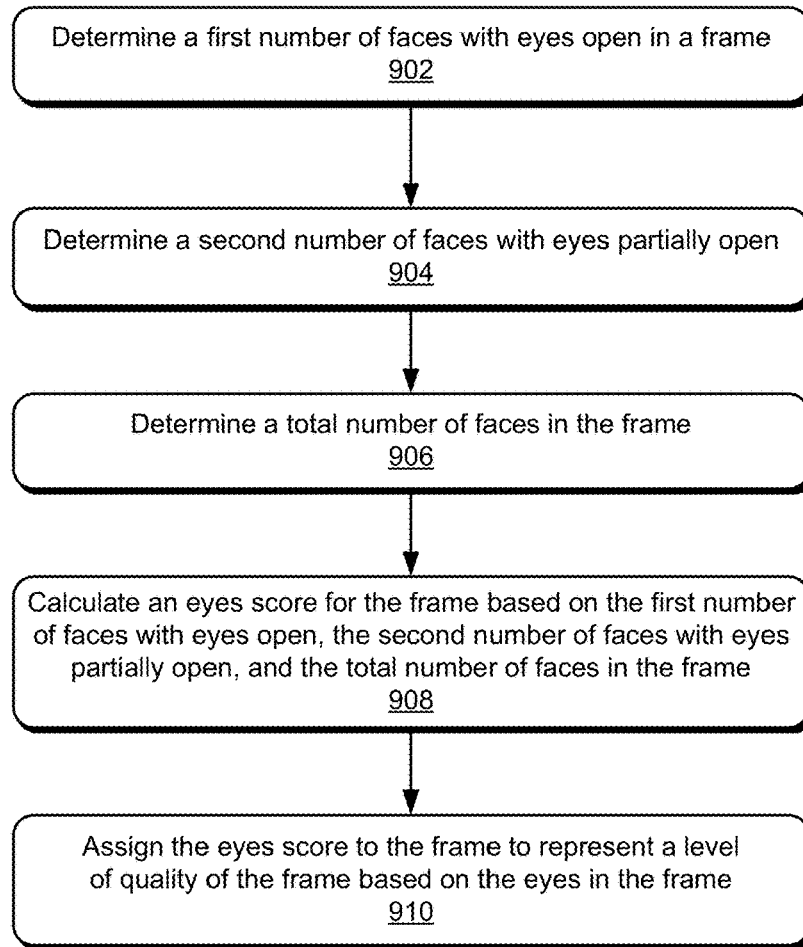 Determine a first number of faces with eyes open in a frame
902
Determine a second number of faces with eyes partially open
904
Determine a total number of faces in the frame
906
Calculate an eyes score for the frame based on the first number
of faces with eyes open, the second number of faces with eyes
partially open, and the total number of faces in the frame
908
Assign the eyes score to the frame to represent a level
of quality of the frame based on the eyes in the frame
910